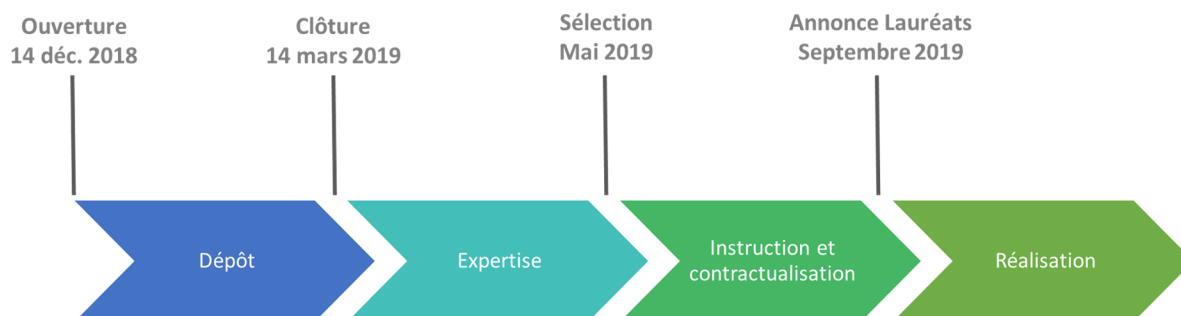 Ouverture
14 déc. 2018
Clôture
14 mars 2019
Sélection
Mai 2019
Annonce Lauréats
Septembre 2019
Dépôt
Expertise
Instruction et
contractualisation
Réalisation